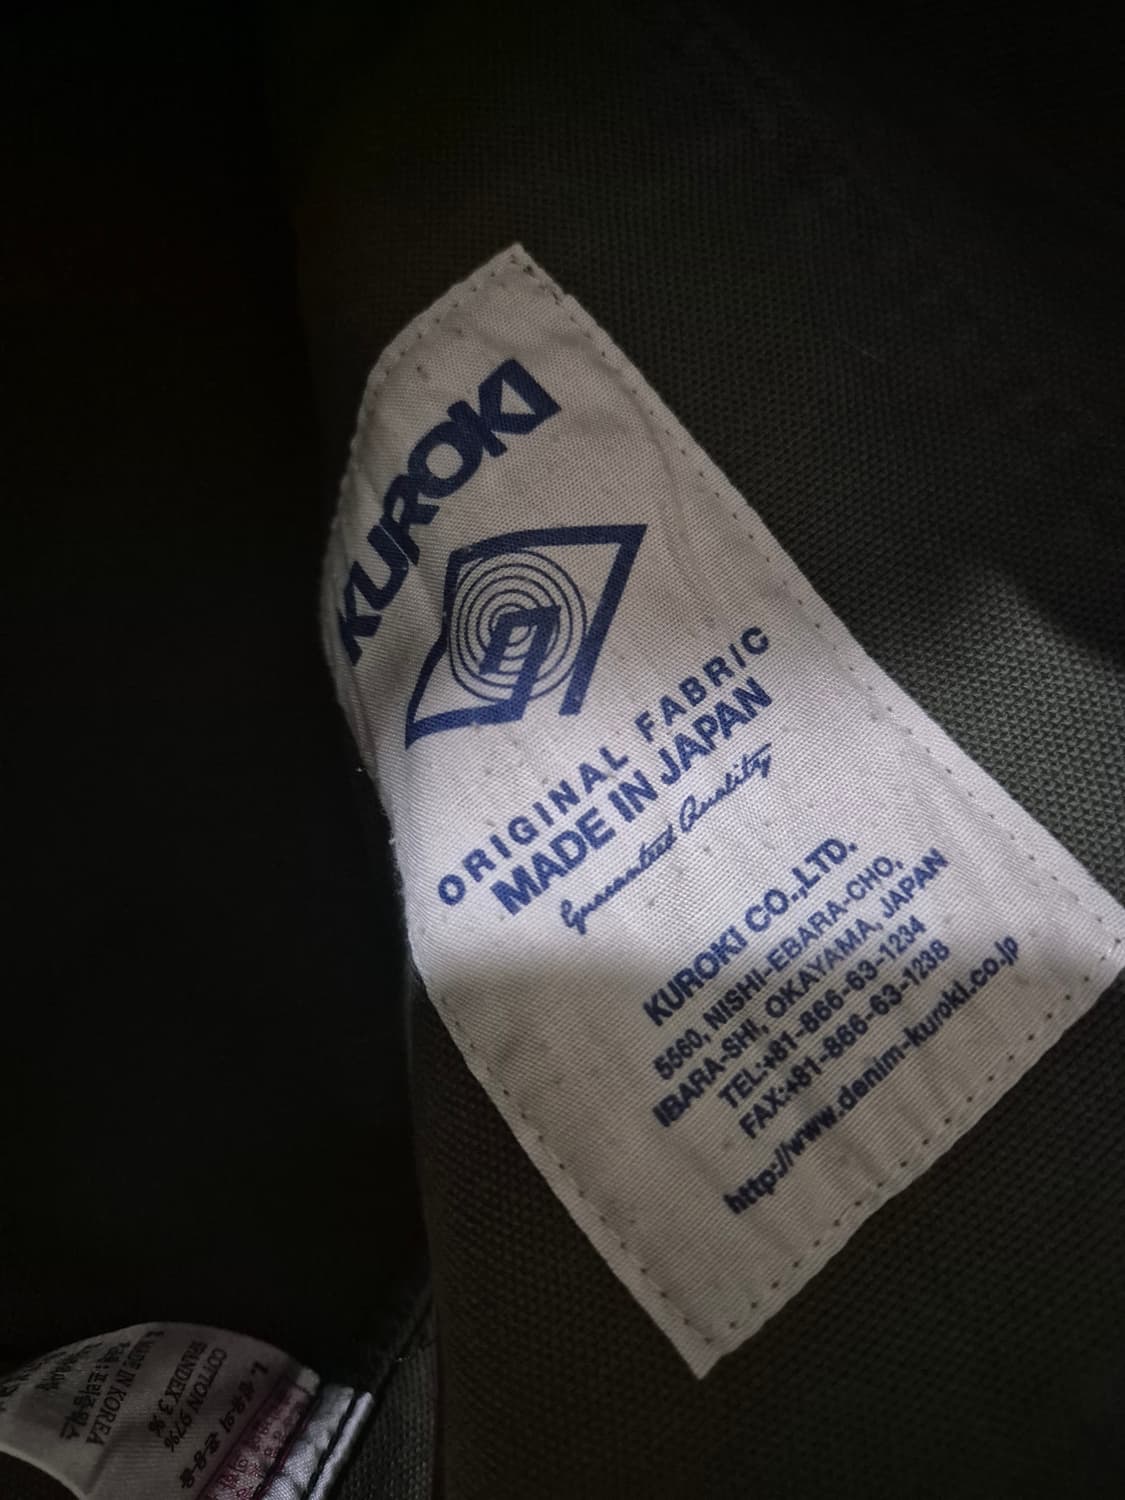 KUROKI
ORIGINAL FABRIC
MADE IN JAPAN
Guaranteed Quality
KUROKI CO.,LTD.
5560, NISHI-EBARA-CHO,
IBARA-SHI, OKAYAMA, JAPAN
TEL:+81-866-63-1234
FAX:+81-866-63-1238
http://www.denim-kuroki.co.jp
COTTON 97%
MADE IN KOREA